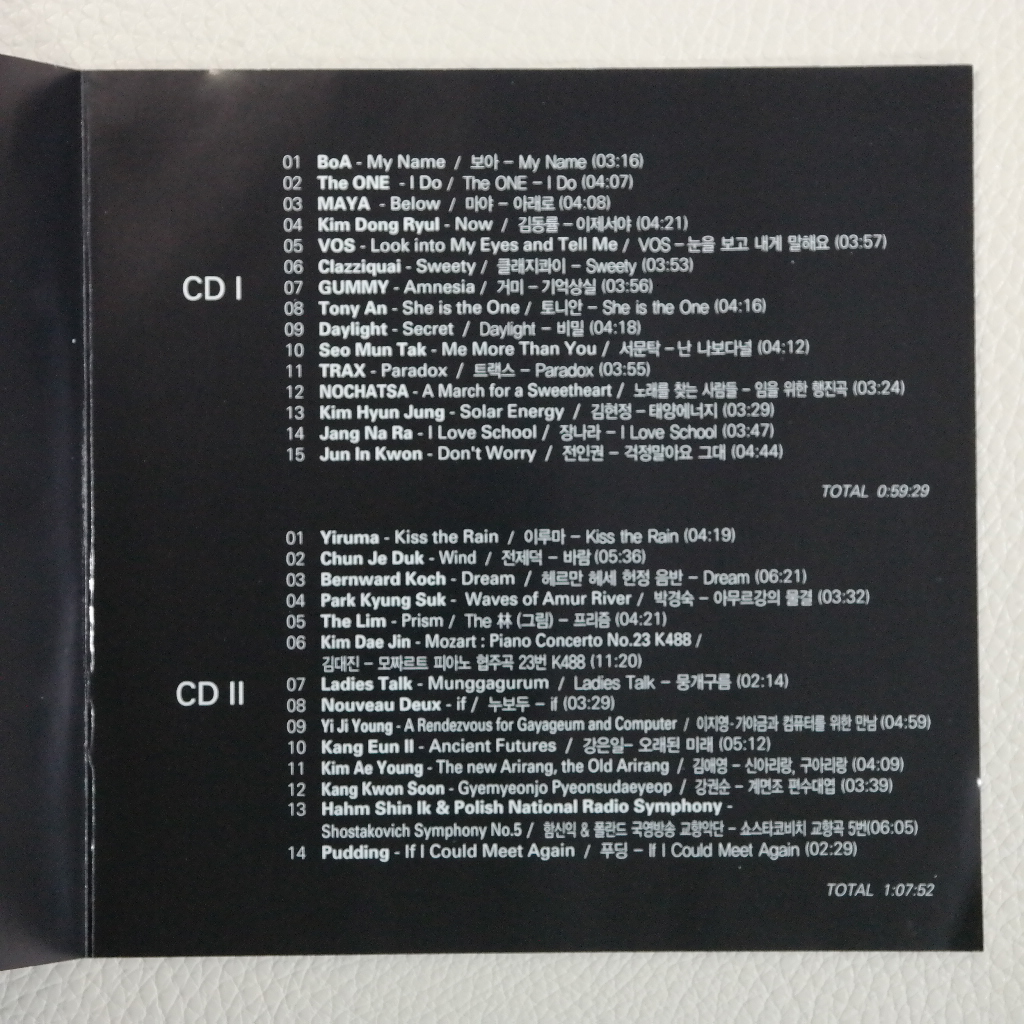 CD I
01 BoA - My Name / 보아 – My Name (03:16)
02 The ONE - I Do / The ONE – I Do (04:07)
03 MAYA - Below / 마야 – 아래로 (04:08)
04 Kim Dong Ryul - Now / 김동률 – 이제서야 (04:21)
05 VOS - Look into My Eyes and Tell Me / VOS – 눈을 보고 내게 말해요 (03:57)
06 Clazziquai - Sweety / 클래지콰이 – Sweety (03:53)
07 GUMMY - Amnesia / 거미 – 기억상실 (03:56)
08 Tony An - She is the One / 토니안 – She is the One (04:16)
09 Daylight - Secret / Daylight – 비밀 (04:18)
10 Seo Mun Tak - Me More Than You / 서문탁 – 난 나보다널 (04:12)
11 TRAX - Paradox / 트랙스 – Paradox (03:55)
12 NOCHATSA - A March for a Sweetheart / 노래를 찾는 사람들 – 임을 위한 행진곡 (03:24)
13 Kim Hyun Jung - Solar Energy / 김현정 – 태양에너지 (03:29)
14 Jang Na Ra - I Love School / 장나라 – I Love School (03:47)
15 Jun In Kwon - Don't Worry / 전인권 – 걱정말아요 그대 (04:44)
TOTAL 0:59:29
CD II
01 Yiruma - Kiss the Rain / 이루마 – Kiss the Rain (04:19)
02 Chun Je Duk - Wind / 전제덕 – 바람 (05:36)
03 Bernward Koch - Dream / 헤르만 헤세 헌정 음반 – Dream (06:21)
04 Park Kyung Suk - Waves of Amur River / 박경숙 – 아무르강의 물결 (03:32)
05 The Lim - Prism / The 林 (그림) – 프리즘 (04:21)
06 Kim Dae Jin - Mozart : Piano Concerto No.23 K488 /
김대진 – 모짜르트 피아노 협주곡 23번 K488 (11:20)
07 Ladies Talk - Munggagurum / Ladies Talk – 뭉개구름 (02:14)
08 Nouveau Deux - if / 누보두 – if (03:29)
09 Yi Ji Young - A Rendezvous for Gayageum and Computer / 이지영-가야금과 컴퓨터를 위한 만남 (04:59)
10 Kang Eun Il - Ancient Futures / 강은일– 오래된 미래 (05:12)
11 Kim Ae Young - The new Arirang, the Old Arirang / 김애영 – 신아리랑, 구아리랑 (04:09)
12 Kang Kwon Soon - Gyemyeonjo Pyeonsudaeyeop / 강권순 – 계면조 편수대엽 (03:39)
13 Hahm Shin Ik & Polish National Radio Symphony -
Shostakovich Symphony No.5 / 함신익 & 폴란드 국영방송 교향악단 – 쇼스타코비치 교향곡 5번(06:05)
14 Pudding - If I Could Meet Again / 푸딩 – If I Could Meet Again (02:29)
TOTAL 1:07:52